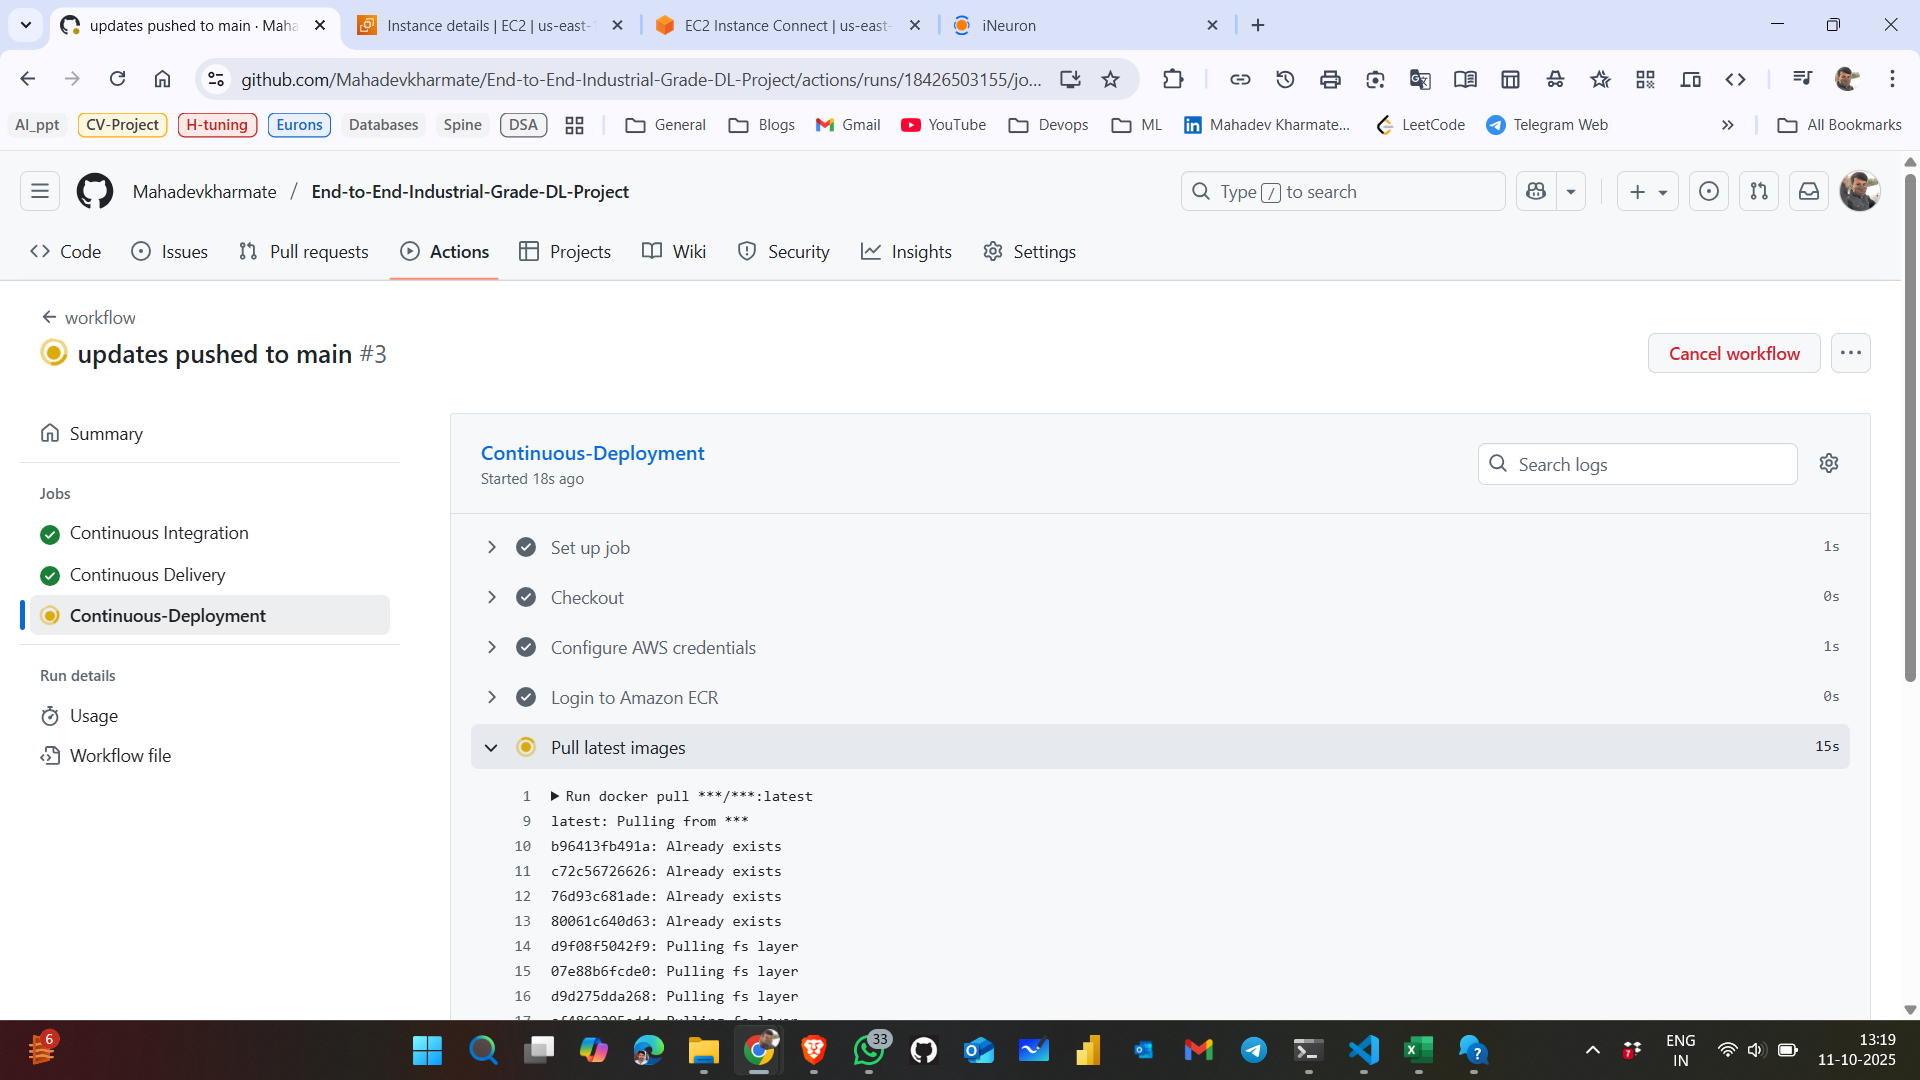 updates pushed to main · Maha
Instance details | EC2 | us-east-1
EC2 Instance Connect | us-east-
iNeuron
github.com/Mahadevkharmate/End-to-End-Industrial-Grade-DL-Project/actions/runs/18426503155/jo...
AI_ppt
CV-Project
H-tuning
Eurons
Databases
Spine
DSA
General
Blogs
Gmail
YouTube
Devops
ML
Mahadev Kharmate...
LeetCode
Telegram Web
All Bookmarks
Mahadevkharmate / End-to-End-Industrial-Grade-DL-Project
Type / to search
Code
Issues
Pull requests
Actions
Projects
Wiki
Security
Insights
Settings
workflow
updates pushed to main #3
Cancel workflow
Summary
Jobs
Continuous Integration
Continuous Delivery
Continuous-Deployment
Run details
Usage
Workflow file
Continuous-Deployment
Started 18s ago
Search logs
Set up job 1s
Checkout 0s
Configure AWS credentials 1s
Login to Amazon ECR 0s
Pull latest images 15s
1 Run docker pull ***/***:latest
9 latest: Pulling from ***
10 b96413fb491a: Already exists
11 c72c56726626: Already exists
12 76d93c681ade: Already exists
13 80061c640d63: Already exists
14 d9f08f5042f9: Pulling fs layer
15 07e88b6fcde0: Pulling fs layer
16 d9d275dda268: Pulling fs layer
6
33
7
ENG
IN
13:19
11-10-2025